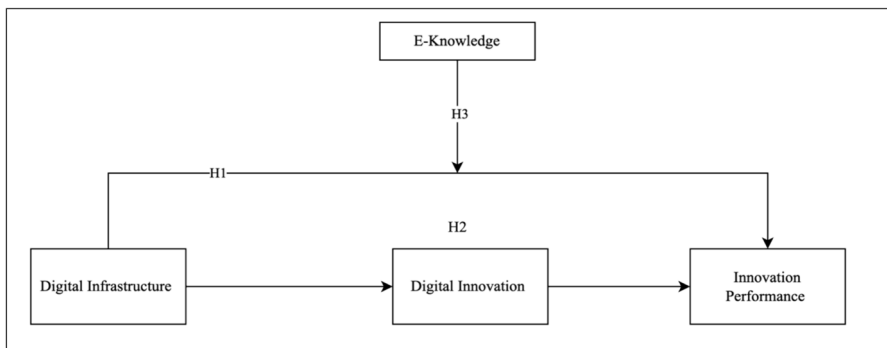 E-Knowledge
H3
H1
H2
Digital Infrastructure
Digital Innovation
Innovation
Performance